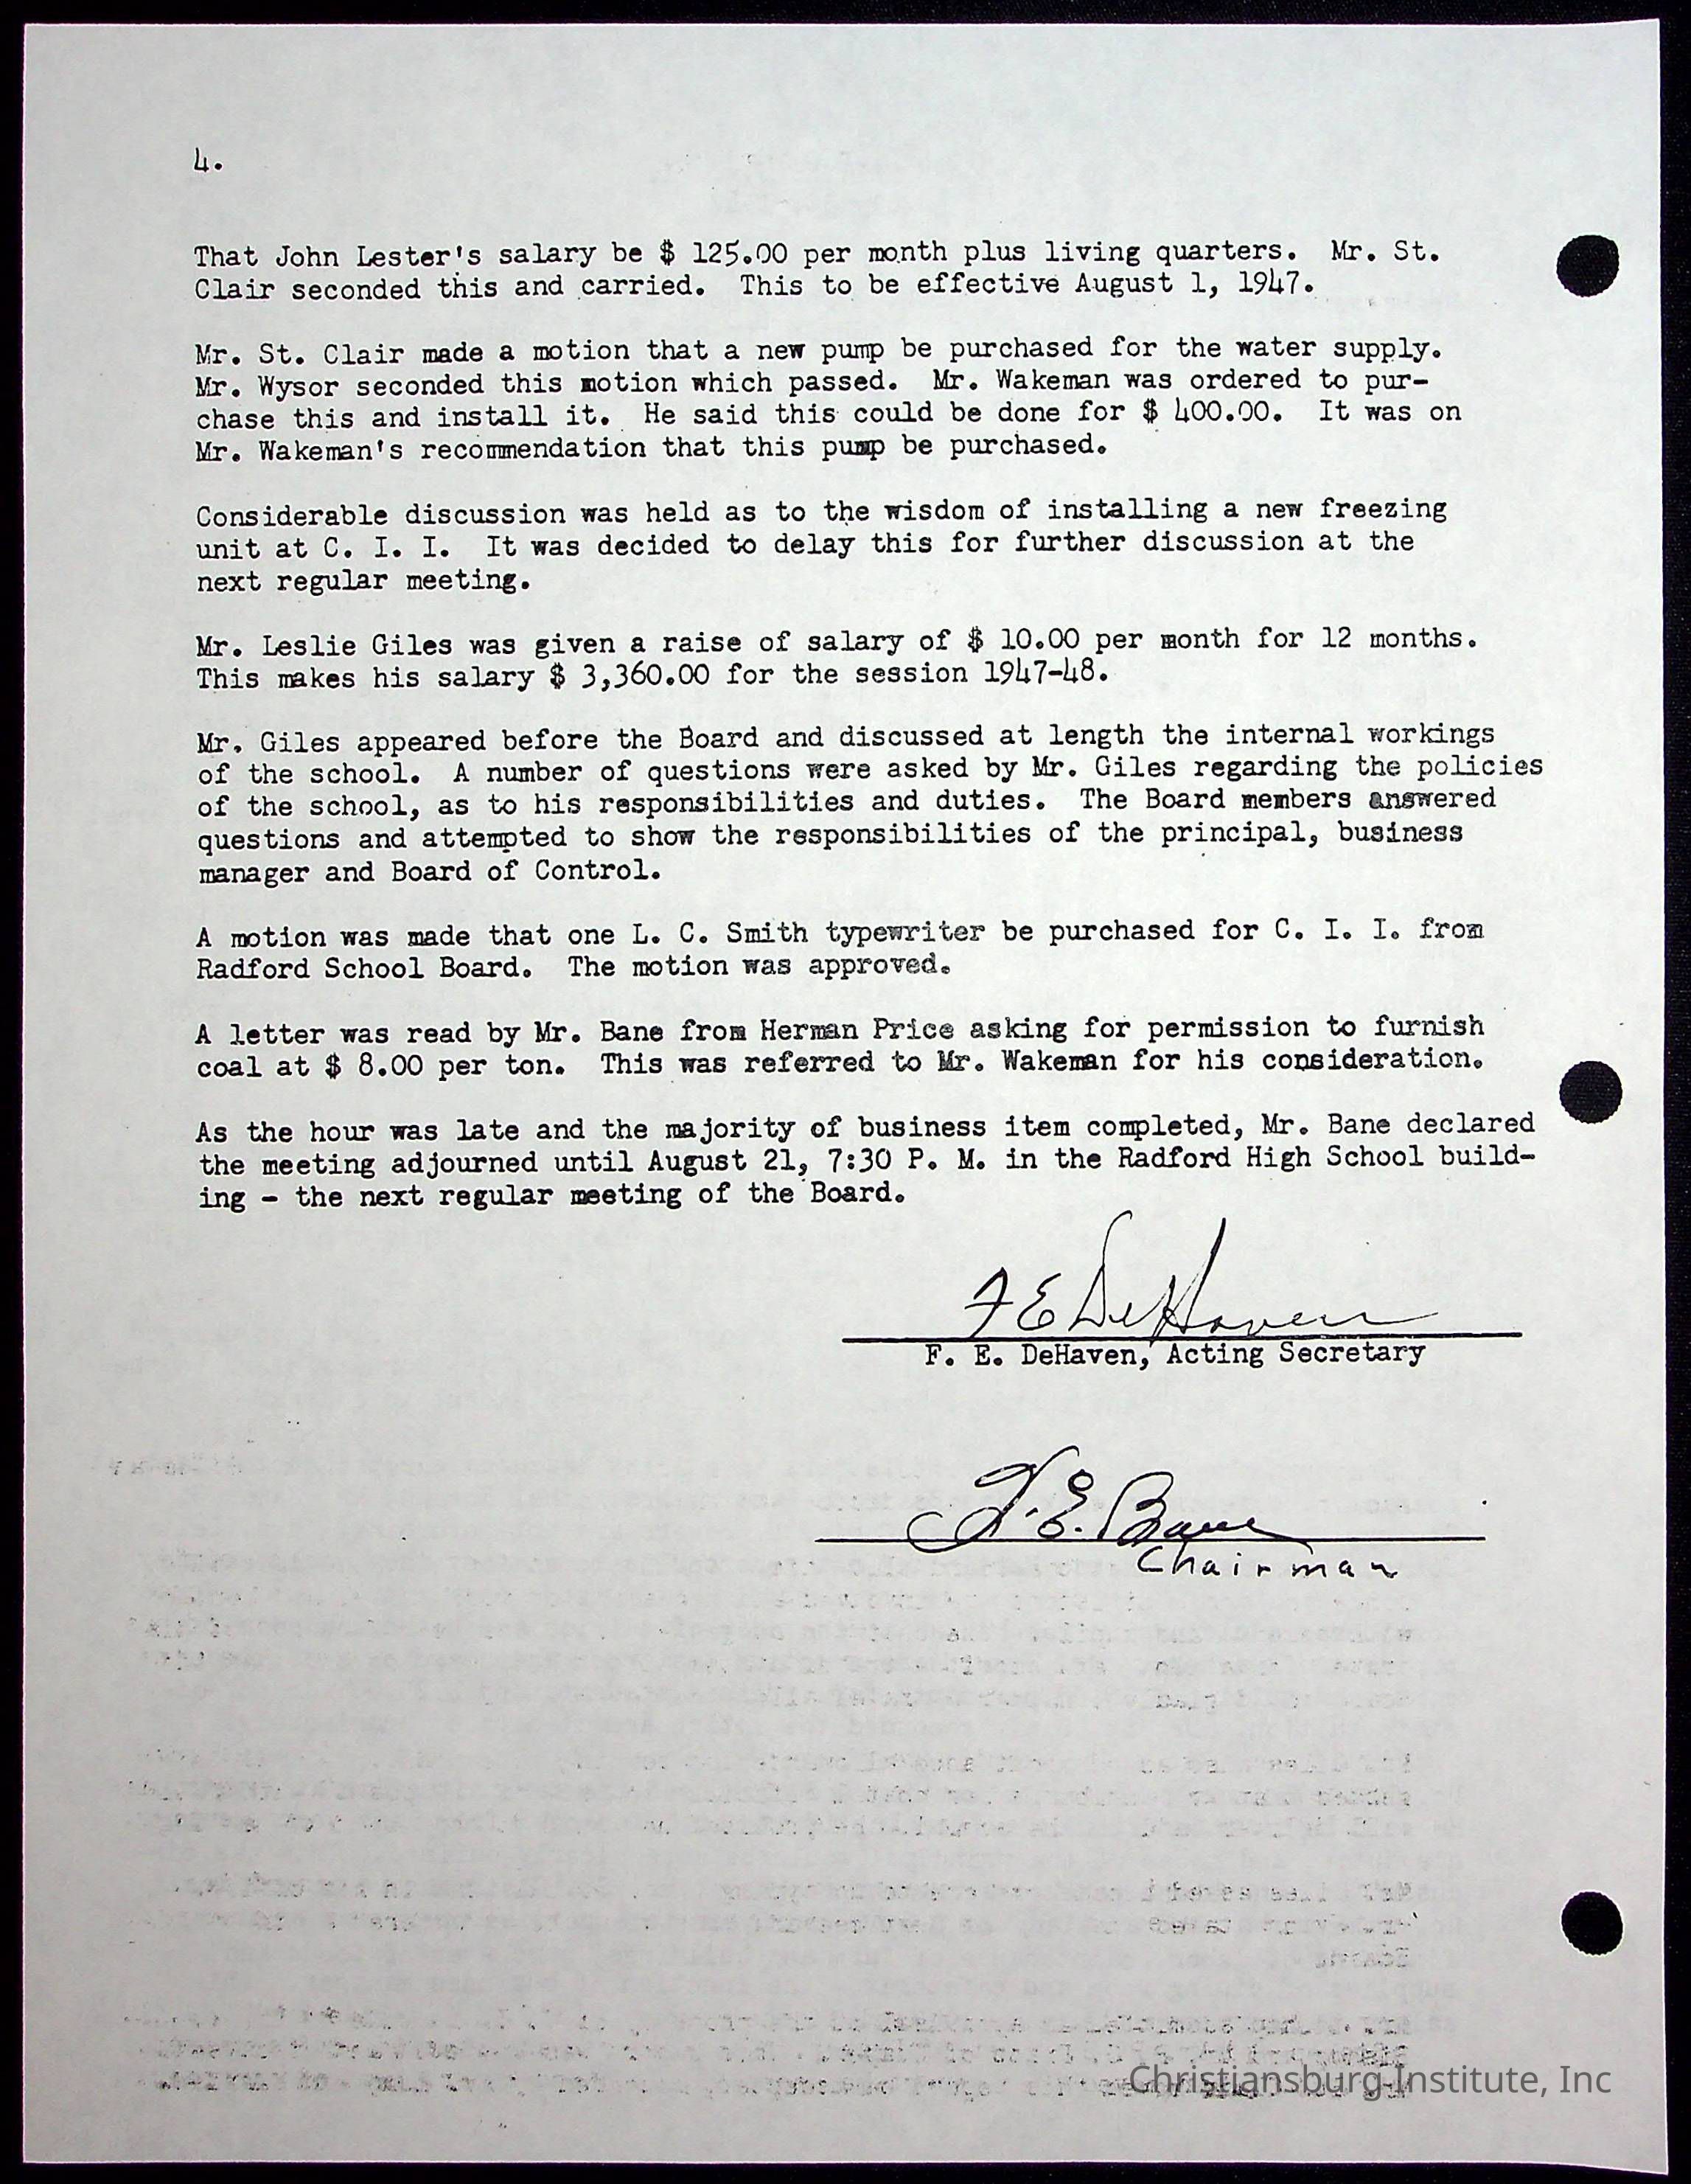 4.
That John Lester's salary be $ 125.00 per month plus living quarters. Mr. St.
Clair seconded this and carried. This to be effective August 1, 1947.
Mr. St. Clair made a motion that a new pump be purchased for the water supply.
Mr. Wysor seconded this motion which passed. Mr. Wakeman was ordered to pur-
chase this and install it. He said this could be done for $ 400.00. It was on
Mr. Wakeman's recommendation that this pump be purchased.
Considerable discussion was held as to the wisdom of installing a new freezing
unit at C. I. I. It was decided to delay this for further discussion at the
next regular meeting.
Mr. Leslie Giles was given a raise of salary of $ 10.00 per month for 12 months.
This makes his salary $ 3,360.00 for the session 1947-48.
Mr. Giles appeared before the Board and discussed at length the internal workings
of the school. A number of questions were asked by Mr. Giles regarding the policies
of the school, as to his responsibilities and duties. The Board members answered
questions and attempted to show the responsibilities of the principal, business
manager and Board of Control.
A motion was made that one L. C. Smith typewriter be purchased for C. I. I. from
Radford School Board. The motion was approved.
A letter was read by Mr. Bane from Herman Price asking for permission to furnish
coal at $ 8.00 per ton. This was referred to Mr. Wakeman for his consideration.
As the hour was late and the majority of business item completed, Mr. Bane declared
the meeting adjourned until August 21, 7:30 P. M. in the Radford High School build-
ing - the next regular meeting of the Board.
F E DeHaven
F. E. DeHaven, Acting Secretary
E. Bane
Chairman
Christiansburg Institute, Inc